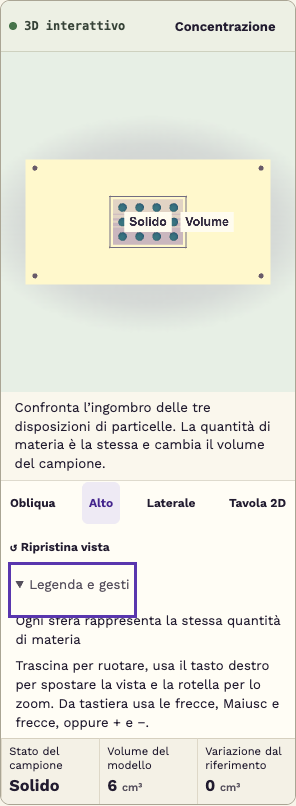 3D interattivo
Concentrazione
Solido
Volume
Confronta l’ingombro delle tre
disposizioni di particelle. La quantità di
materia è la stessa e cambia il volume
del campione.
Obliqua
Alto
Laterale
Tavola 2D
↺ Ripristina vista
▼ Legenda e gesti
Ogni sfera rappresenta la stessa quantità
di materia
Trascina per ruotare, usa il tasto destro
per spostare la vista e la rotella per lo
zoom. Da tastiera usa le frecce, Maiusc e
frecce, oppure + e −.
Stato del
campione
Solido
Volume del
modello
6 cm³
Variazione dal
riferimento
0 cm³